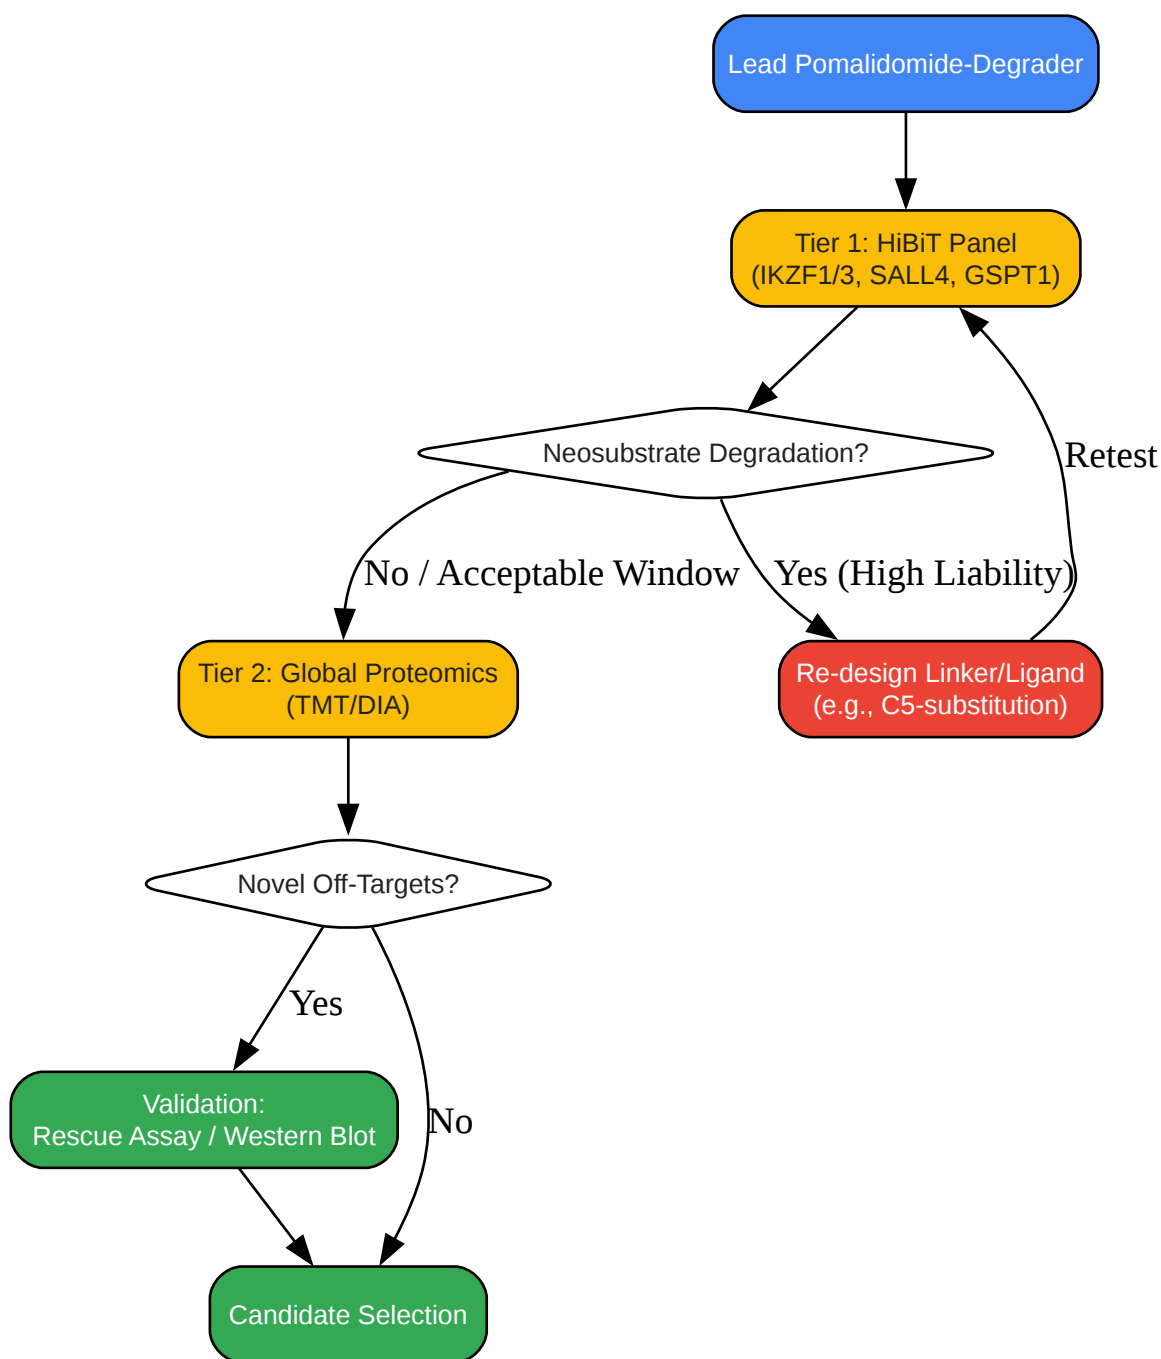 Lead Pomalidomide-Degrader
Tier 1: HiBiT Panel
(IKZF1/3, SALL4, GSPT1)
Neosubstrate Degradation?
Retest
No / Acceptable Window
Yes (High Liability)
Tier 2: Global Proteomics
(TMT/DIA)
Re-design Linker/Ligand
(e.g., C5-substitution)
Novel Off-Targets?
Yes
Validation:
Rescue Assay / Western Blot
No
Candidate Selection